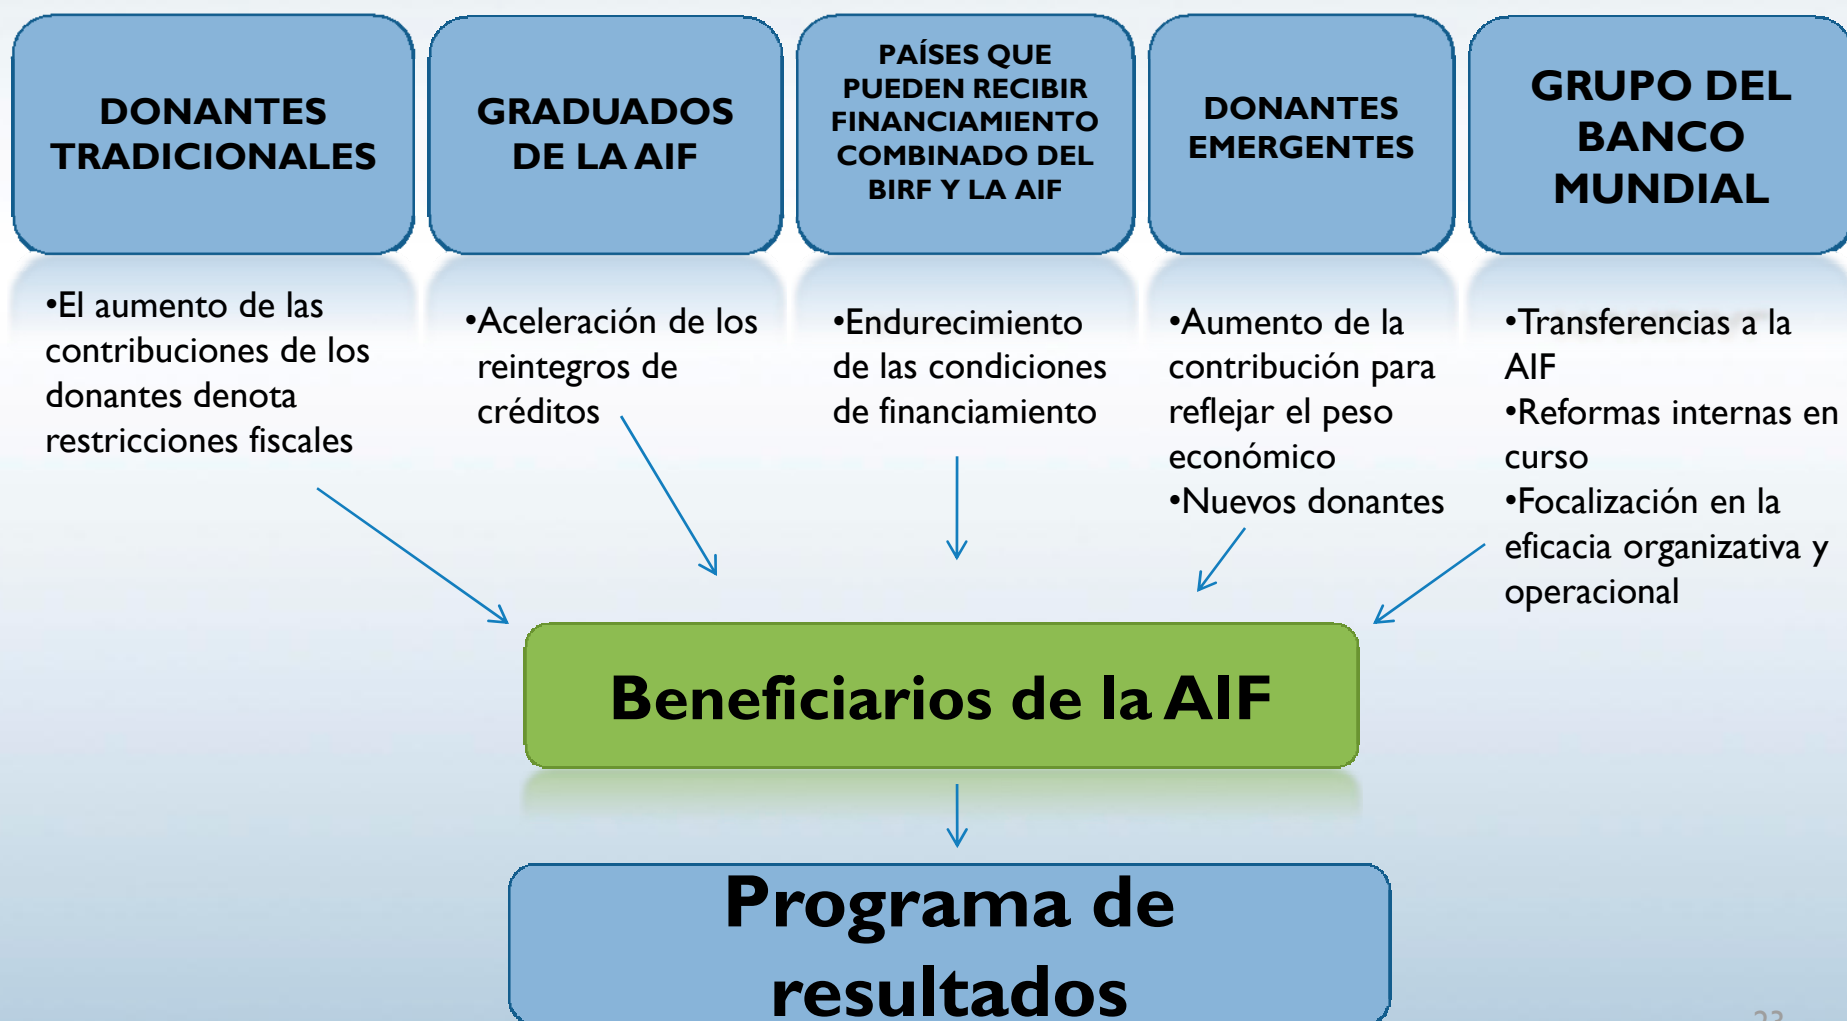 DONANTES
TRADICIONALES
GRADUADOS
DE LA AIF
PAÍSES QUE
PUEDEN RECIBIR
FINANCIAMIENTO
COMBINADO DEL
BIRF Y LA AIF
DONANTES
EMERGENTES
GRUPO DEL
BANCO
MUNDIAL
•El aumento de las
contribuciones de los
donantes denota
restricciones fiscales
•Aceleración de los
reintegros de
créditos
•Endurecimiento
de las condiciones
de financiamiento
•Aumento de la
contribución para
reflejar el peso
económico
•Nuevos donantes
•Transferencias a la
AIF
•Reformas internas en
curso
•Focalización en la
eficacia organizativa y
operacional
Beneficiarios de la AIF
Programa de
resultados
23